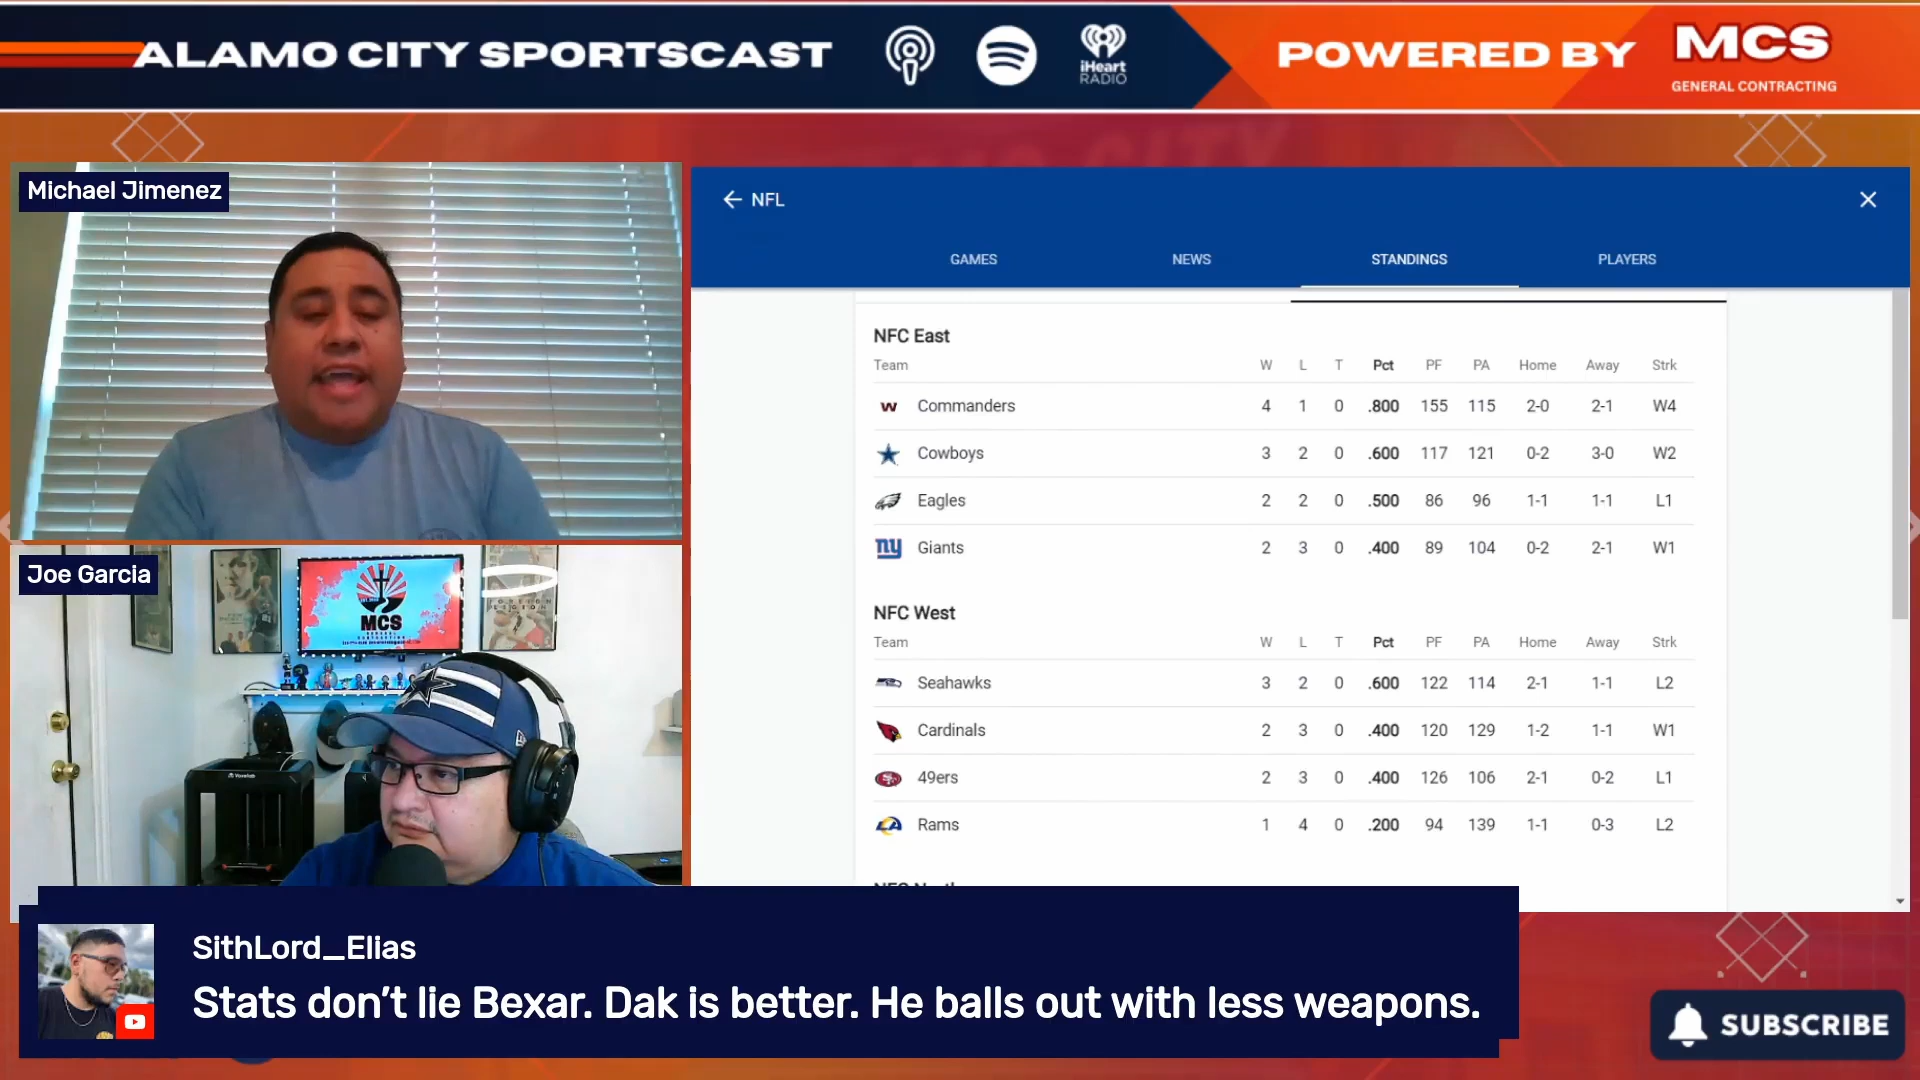 ALAMO CITY SPORTSCAST
iHeart
RADIO
POWERED BY
MCS
GENERAL CONTRACTING
Michael Jimenez
NFL
GAMES NEWS STANDINGS PLAYERS
NFC East
Team W L T Pct PF PA Home Away Strk
W Commanders 4 1 0 .800 155 115 2-0 2-1 W4
Cowboys 3 2 0 .600 117 121 0-2 3-0 W2
Eagles 2 2 0 .500 86 96 1-1 1-1 L1
ny Giants 2 3 0 .400 89 104 0-2 2-1 W1
NFC West
Team W L T Pct PF PA Home Away Strk
Seahawks 3 2 0 .600 122 114 2-1 1-1 L2
Cardinals 2 3 0 .400 120 129 1-2 1-1 W1
49ers 2 3 0 .400 126 106 2-1 0-2 L1
Rams 1 4 0 .200 94 139 1-1 0-3 L2
Joe Garcia
MCS
GENERAL
CONTRACTING
SithLord_Elias
Stats don't lie Bexar. Dak is better. He balls out with less weapons.
SUBSCRIBE